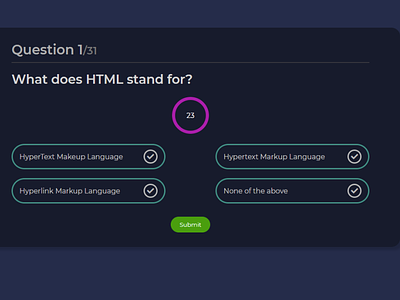 Question 1/31
What does HTML stand for?
23
HyperText Makeup Language
Hypertext Markup Language
Hyperlink Markup Language
None of the above
Submit